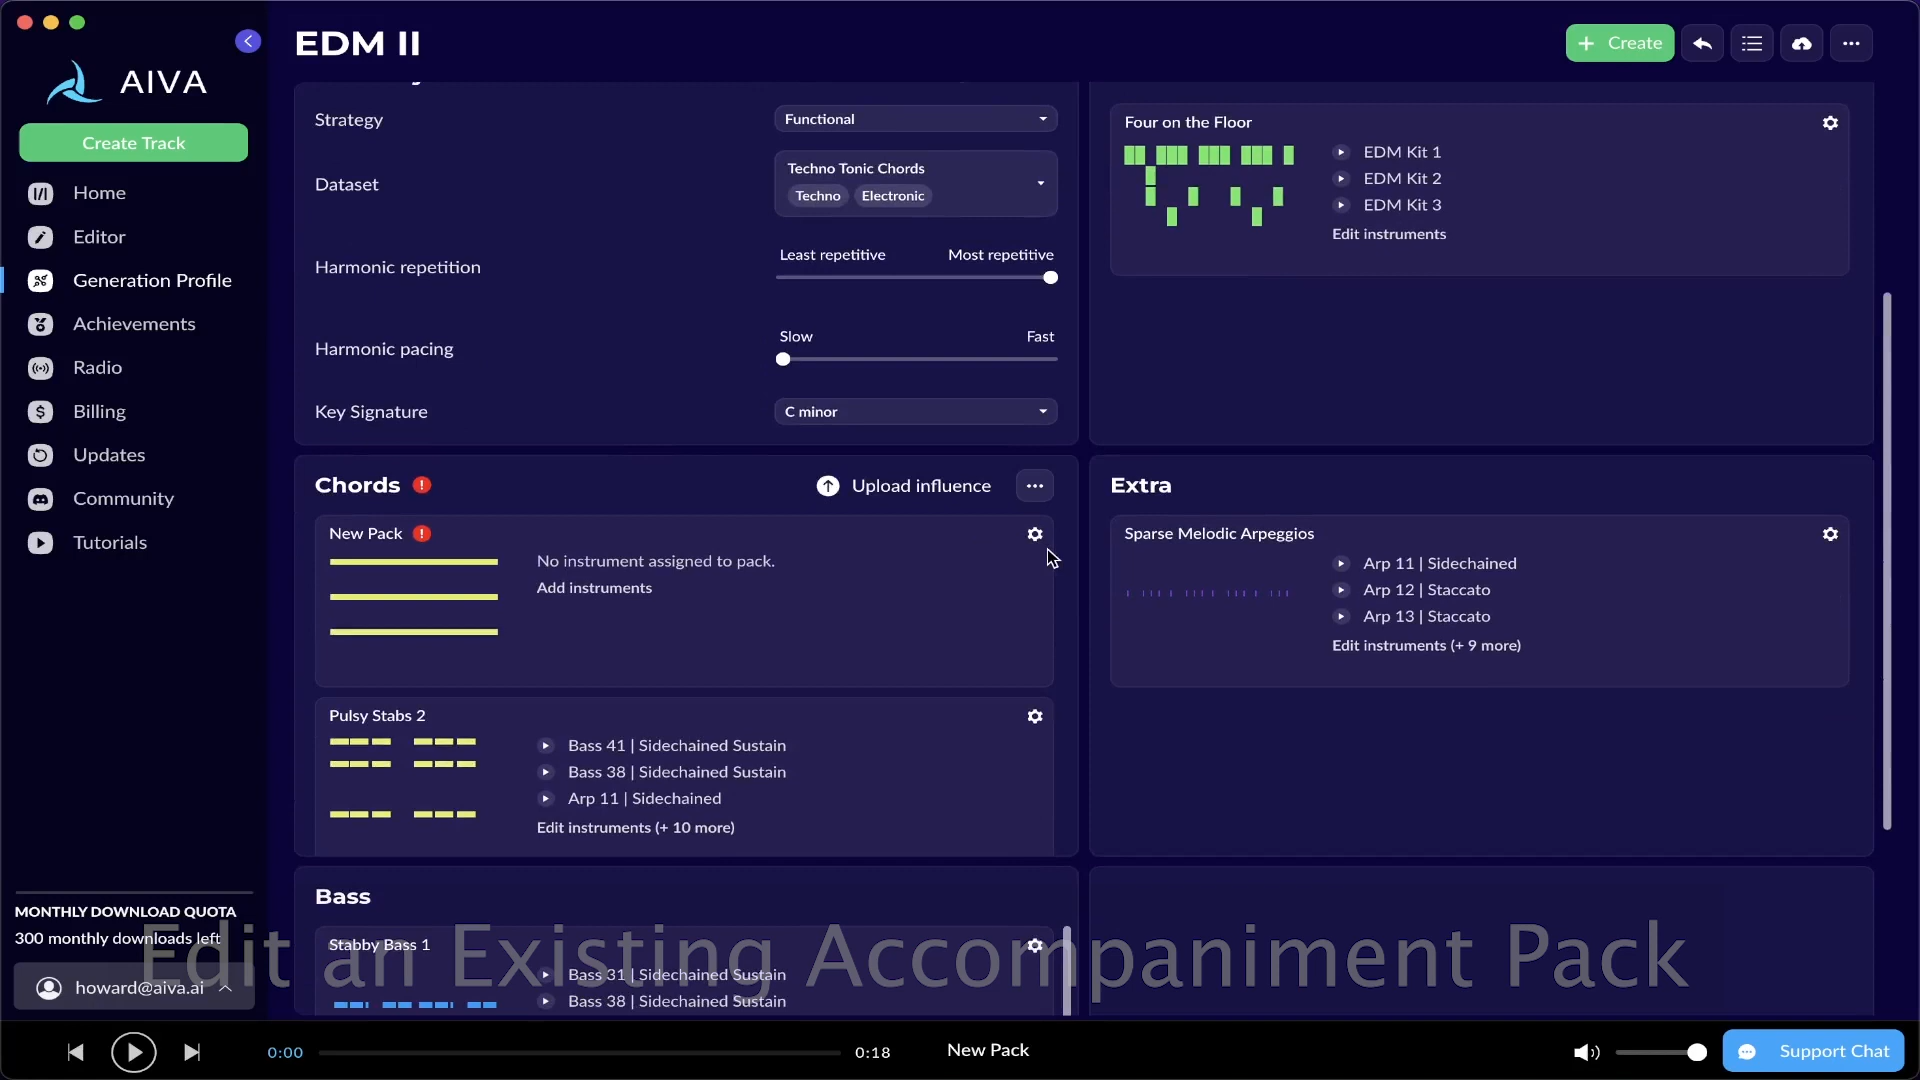 EDM II
+ Create
AIVA
Create Track
Home
Editor
Generation Profile
Achievements
Radio
Billing
Updates
Community
Tutorials
MONTHLY DOWNLOAD QUOTA
300 monthly downloads left
howard@aiva.ai
Strategy
Functional
Dataset
Techno Tonic Chords
Techno
Electronic
Harmonic repetition
Least repetitive
Most repetitive
Harmonic pacing
Slow
Fast
Key Signature
C minor
Four on the Floor
EDM Kit 1
EDM Kit 2
EDM Kit 3
Edit instruments
Chords
Upload influence
New Pack
No instrument assigned to pack.
Add instruments
Pulsy Stabs 2
Bass 41 | Sidechained Sustain
Bass 38 | Sidechained Sustain
Arp 11 | Sidechained
Edit instruments (+ 10 more)
Extra
Sparse Melodic Arpeggios
Arp 11 | Sidechained
Arp 12 | Staccato
Arp 13 | Staccato
Edit instruments (+ 9 more)
Bass
Stabby Bass 1
Bass 31 | Sidechained Sustain
Bass 38 | Sidechained Sustain
Edit an Existing Accompaniment Pack
0:00
0:18
New Pack
Support Chat